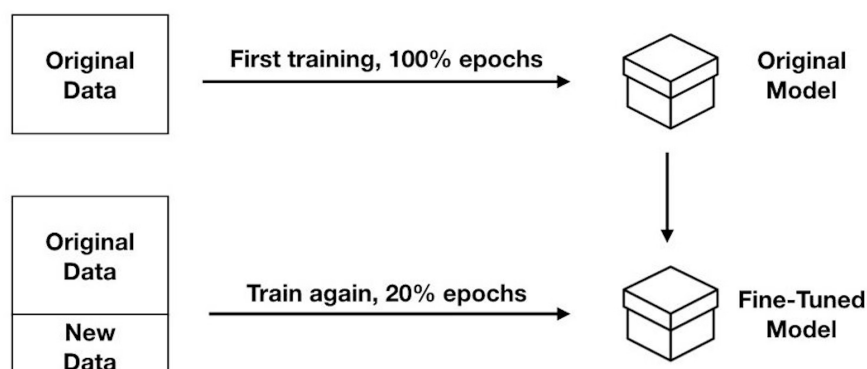 Original
Data
First training, 100% epochs
Original
Model
Original
Data
Train again, 20% epochs
Fine-Tuned
Model
New
Data